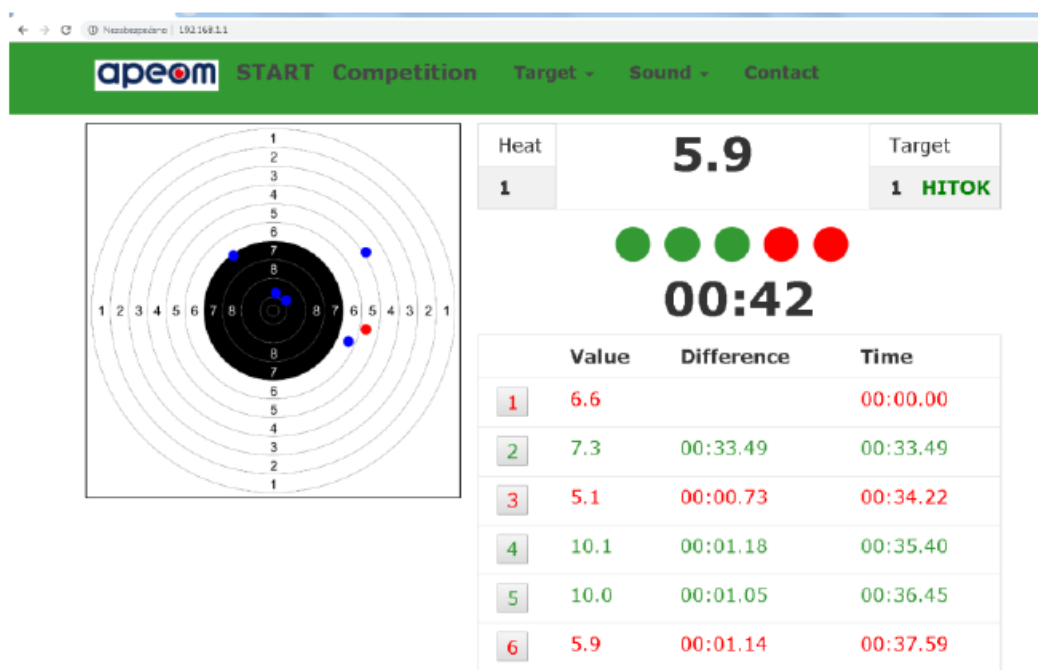 Nezabezpečeno | 192.168.1.1
apeom START Competition Target Sound Contact
Heat 5.9 Target
1 1 HITOK
00:42
Value Difference Time
1 6.6 00:00.00
2 7.3 00:33.49 00:33.49
3 5.1 00:00.73 00:34.22
4 10.1 00:01.18 00:35.40
5 10.0 00:01.05 00:36.45
6 5.9 00:01.14 00:37.59
1
2
3
4
5
6
7
8
1 2 3 4 5 6 7 8 8 7 6 5 4 3 2 1
8
7
6
5
4
3
2
1